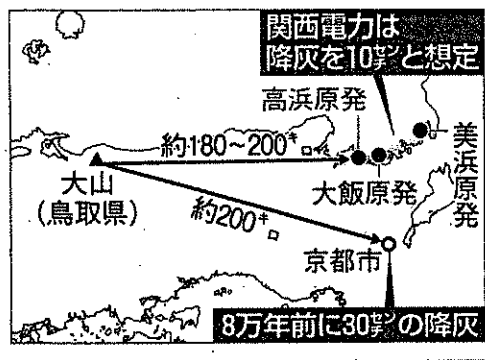 関西電力は
降灰を10㌢と想定
高浜原発
美浜原発
約180~200㌔
大山
(鳥取県)
大飯原発
約200㌔
京都市
8万年前に30㌢の降灰